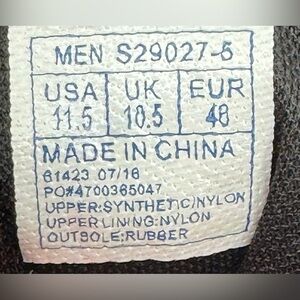 MEN S29027-5
USA UK EUR
11.5 10.5 46
MADE IN CHINA
61423 07/16
PO#4700365047
UPPER:SYNTHETIC/NYLON
UPPER LINING:NYLON
OUTSOLE:RUBBER